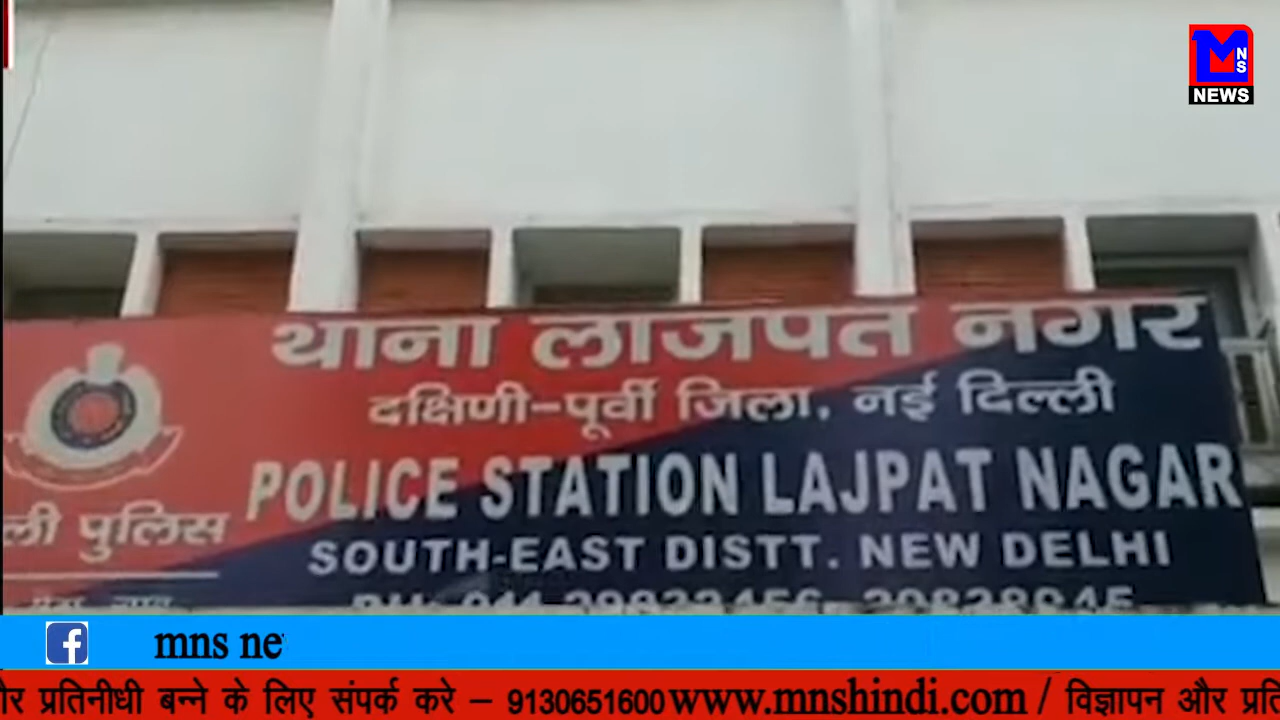 MNS
NEWS
थाना लाजपत नगर
दक्षिणी-पूर्वी जिला, नई दिल्ली
POLICE STATION LAJPAT NAGAR
SOUTH-EAST DISTT. NEW DELHI
ली पुलिस
mns ne
र प्रतिनीधी बन्ने के लिए संपर्क करे – 9130651600 www.mnshindi.com / विज्ञापन और प्रति